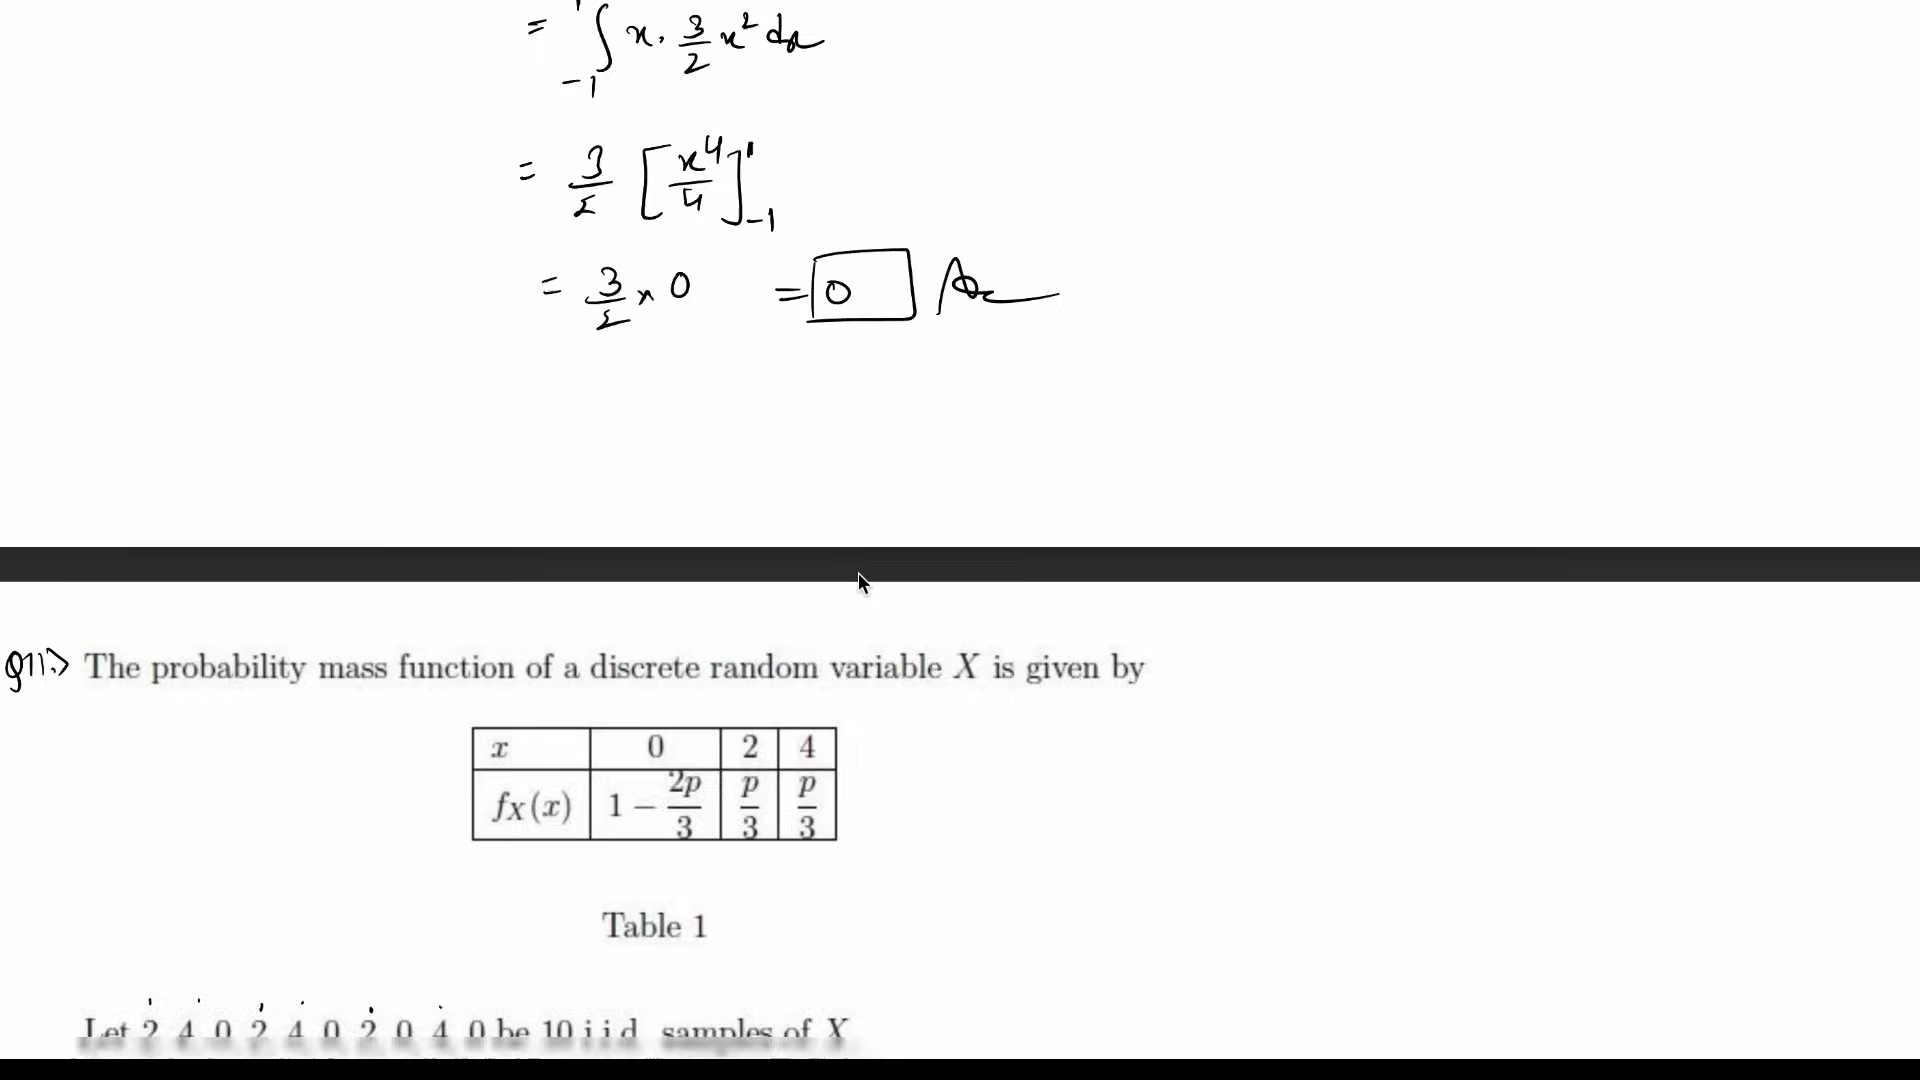 = ∫ x. 3/2 x² dx
-1
= 3/2 [x⁴/4]¹₋₁
= 3/2 × 0 = 0
Q11:> The probability mass function of a discrete random variable X is given by
x 0 2 4
fX(x) 1 − 2p/3 p/3 p/3
Table 1
Let 2 4 0 2 4 0 2 0 4 0 be 10 i i d samples of X